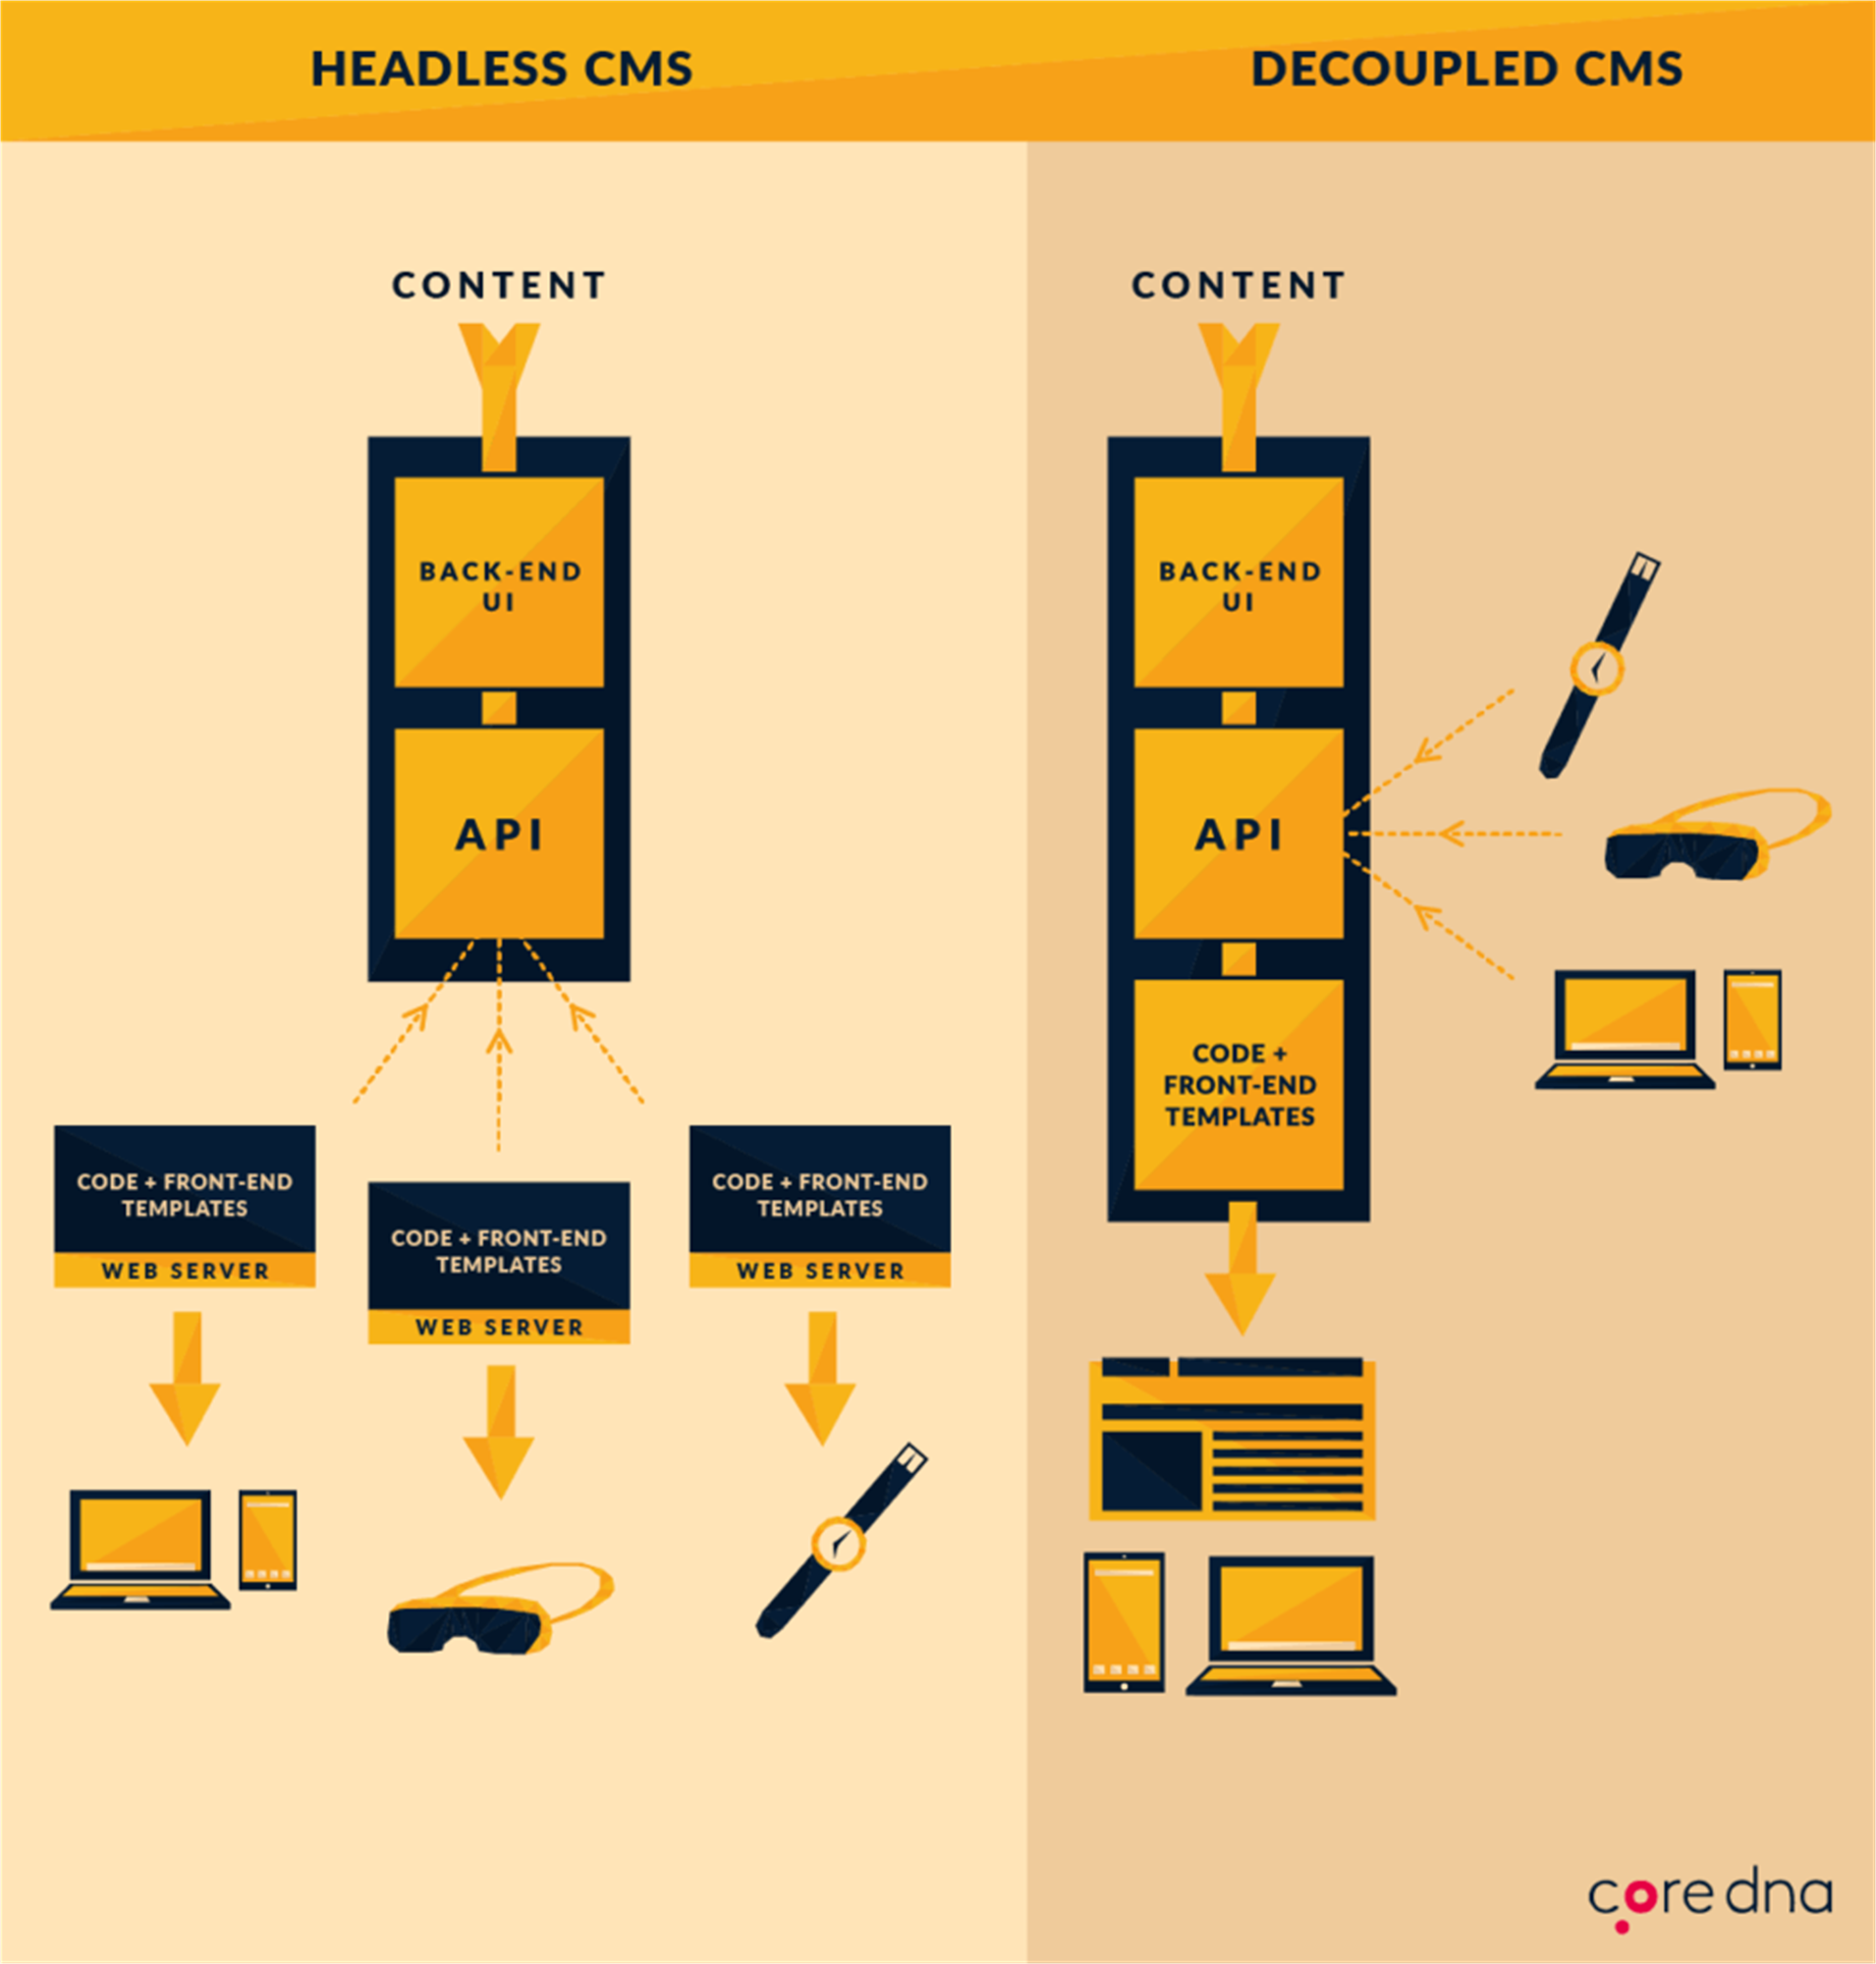 HEADLESS CMS
DECOUPLED CMS
CONTENT
BACK-END
UI
API
CODE + FRONT-END
TEMPLATES
WEB SERVER
CODE + FRONT-END
TEMPLATES
WEB SERVER
CODE + FRONT-END
TEMPLATES
WEB SERVER
CONTENT
BACK-END
UI
API
CODE +
FRONT-END
TEMPLATES
core dna